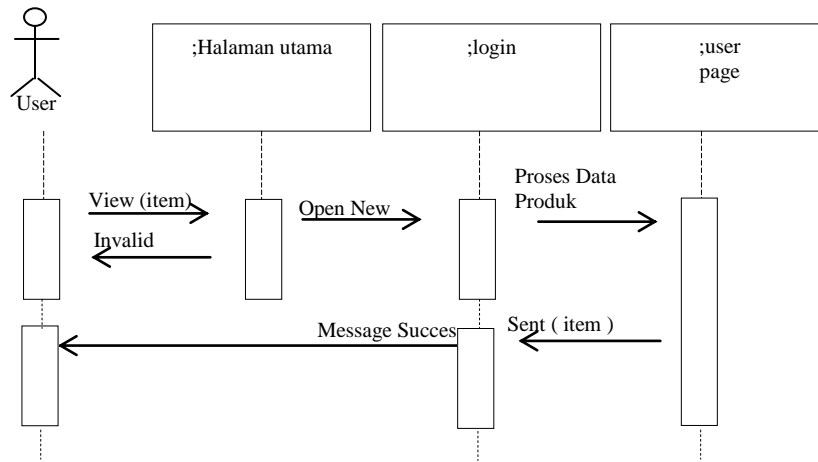 ;Halaman utama
;login
;user
page
User
View (item)
Open New
Proses Data
Produk
Invalid
Message Succes
Sent ( item )